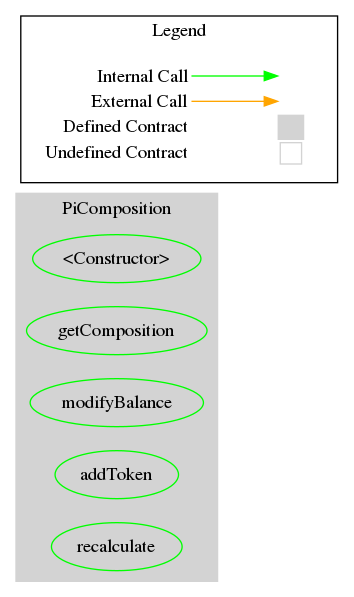 Legend
Internal Call
External Call
Defined Contract
Undefined Contract
PiComposition
<Constructor>
getComposition
modifyBalance
addToken
recalculate